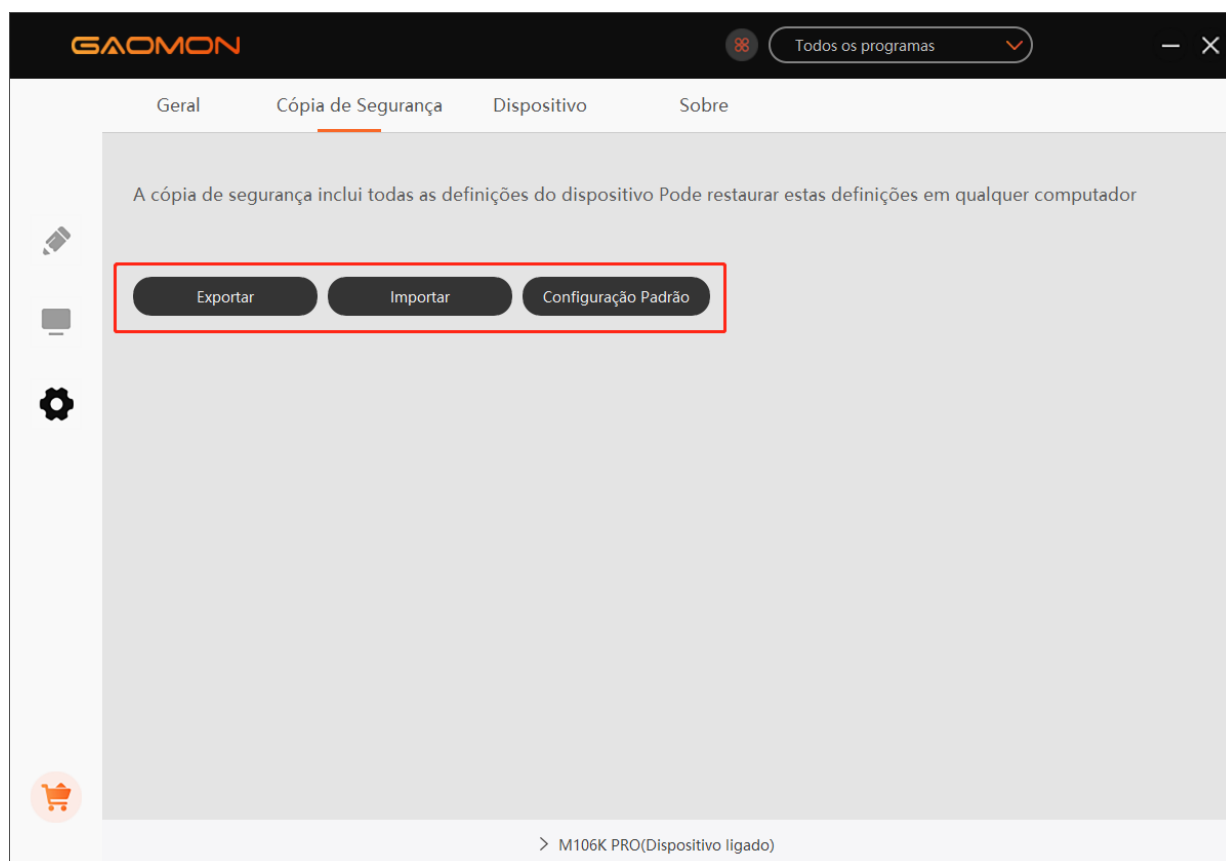 GAOMON
Todos os programas
Geral Cópia de Segurança Dispositivo Sobre
A cópia de segurança inclui todas as definições do dispositivo Pode restaurar estas definições em qualquer computador
Exportar Importar Configuração Padrão
M106K PRO(Dispositivo ligado)